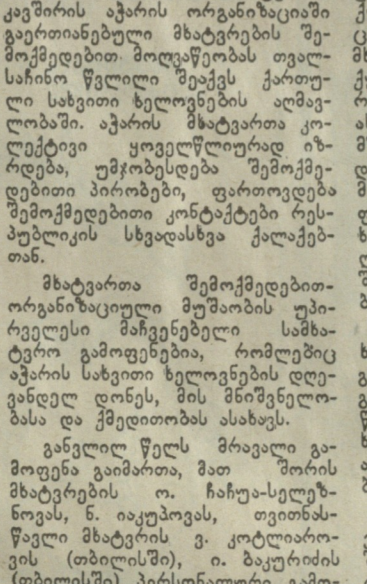 კავშირის აჭარის ორგანიზაციაში
გაერთიანებული მხატვრების შე-
მოქმედებით მოღვაწეობას თვალ-
საჩინო წვლილი შეაქვს ქართუ-
ლი სახვითი ხელოვნების აღმავ-
ლობაში. აჭარის მხატვართა კო-
ლექტივი ყოველწლიურად იზ-
რდება, უმჯობესდება შემოქმე-
დებითი პირობები, ფართოვდება
შემოქმედებითი კონტაქტები რეს-
პუბლიკის სხვადასხვა ქალაქებ-
თან.
მხატვართა შემოქმედებით-
ორგანიზაციული მუშაობის უპი-
რველესი მაჩვენებელი სამხა-
ტვრო გამოფენებია, რომლებიც
აჭარის სახვითი ხელოვნების დღე-
ვანდელ დონეს, მის მნიშვნელო-
ბასა და ქმედითობას ასახავს.
განვლილ წელს მრავალი გა-
მოფენა გაიმართა, მათ შორის
მხატვრების ო. ჩაჩუა-სელეზ-
ნოვას, ნ. იაკუპოვას, თვითნას-
წავლი მხატვრის ვ. კოტლიარო-
ვის (თბილისში), ი. ბაკურიძის
(თბილისში) პერსონალური გამო-